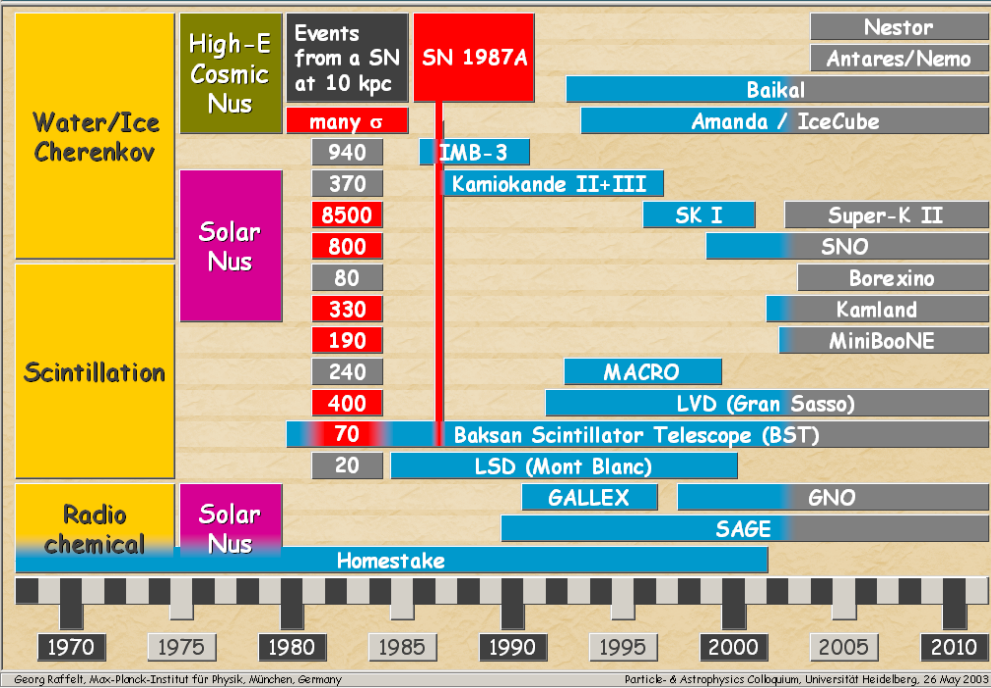 Water/Ice
Cherenkov
Scintillation
Radio
chemical
High-E
Cosmic
Nus
Solar
Nus
Solar
Nus
Events
from a SN
at 10 kpc
many σ
940
370
8500
800
80
330
190
240
400
70
20
SN 1987A
Nestor
Antares/Nemo
Baikal
Amanda / IceCube
IMB-3
Kamiokande II+III
SK I
Super-K II
SNO
Borexino
Kamland
MiniBooNE
MACRO
LVD (Gran Sasso)
Baksan Scintillator Telescope (BST)
LSD (Mont Blanc)
GALLEX
GNO
SAGE
Homestake
1970
1975
1980
1985
1990
1995
2000
2005
2010
Georg Raffelt, Max-Planck-Institut für Physik, München, Germany
Particle- & Astrophysics Colloquium, Universität Heidelberg, 26 May 2003